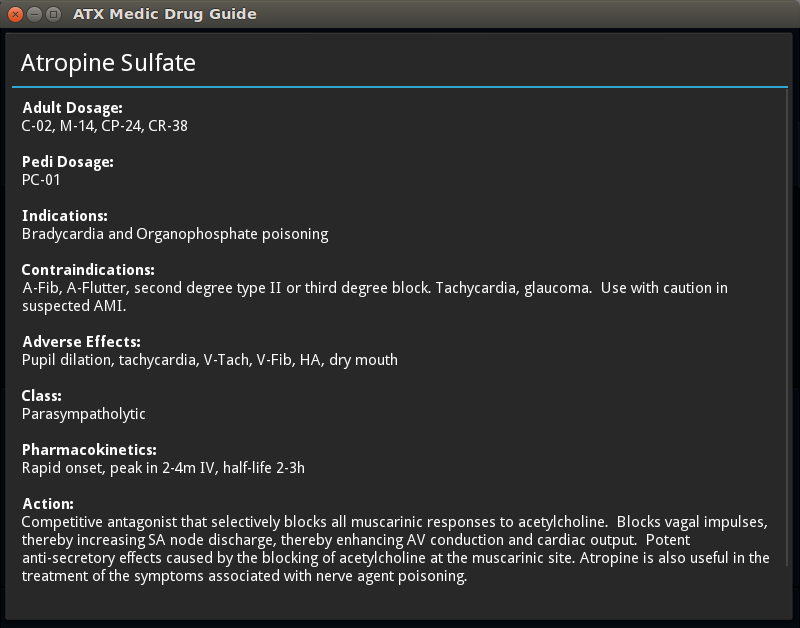 ATX Medic Drug Guide
Atropine Sulfate
Adult Dosage:
C-02, M-14, CP-24, CR-38
Pedi Dosage:
PC-01
Indications:
Bradycardia and Organophosphate poisoning
Contraindications:
A-Fib, A-Flutter, second degree type II or third degree block. Tachycardia, glaucoma.  Use with caution in
suspected AMI.
Adverse Effects:
Pupil dilation, tachycardia, V-Tach, V-Fib, HA, dry mouth
Class:
Parasympatholytic
Pharmacokinetics:
Rapid onset, peak in 2-4m IV, half-life 2-3h
Action:
Competitive antagonist that selectively blocks all muscarinic responses to acetylcholine.  Blocks vagal impulses,
thereby increasing SA node discharge, thereby enhancing AV conduction and cardiac output.  Potent
anti-secretory effects caused by the blocking of acetylcholine at the muscarinic site. Atropine is also useful in the
treatment of the symptoms associated with nerve agent poisoning.